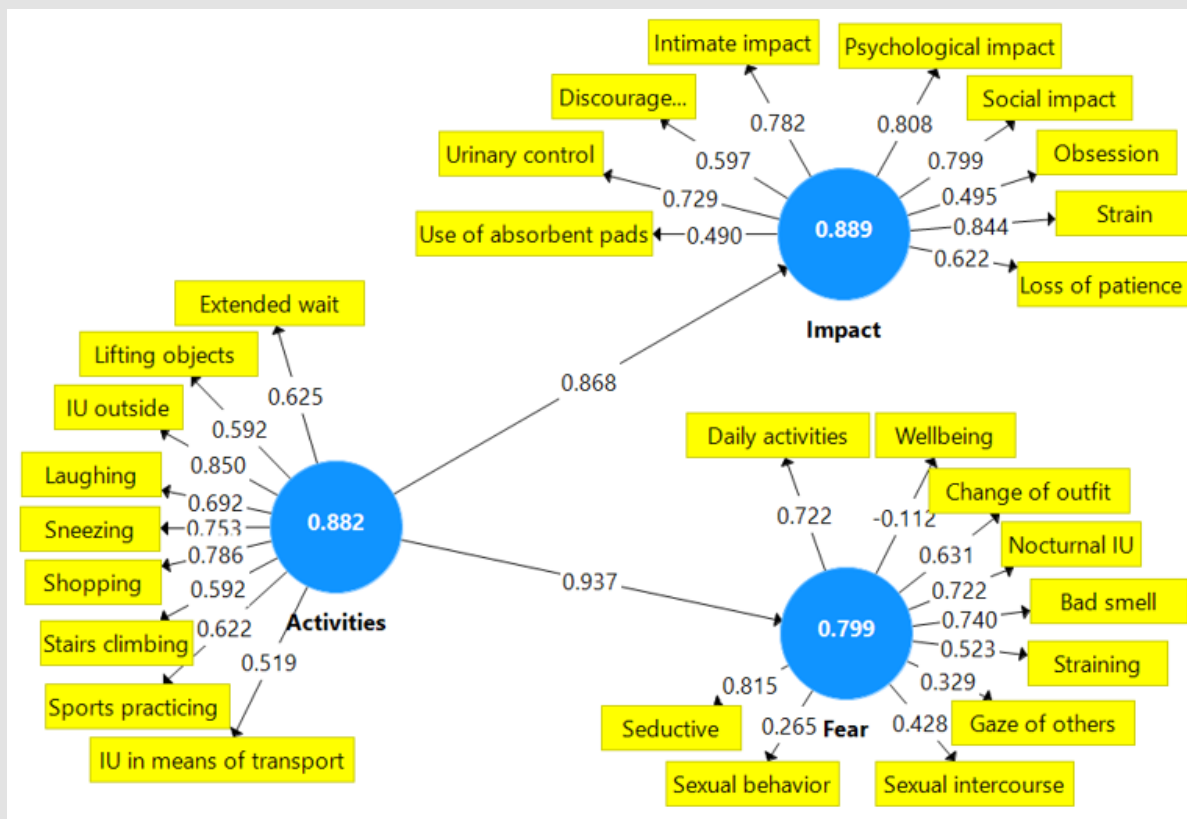 Intimate impact
Psychological impact
Discourage...
Social impact
Urinary control
Obsession
Use of absorbent pads
Strain
Loss of patience
0.782
0.808
0.597
0.799
0.729
0.495
0.490
0.844
0.622
0.889
Impact
0.868
Extended wait
Lifting objects
IU outside
Laughing
Sneezing
Shopping
Stairs climbing
Sports practicing
IU in means of transport
0.625
0.592
0.850
0.692
0.753
0.786
0.592
0.622
0.519
0.882
Activities
0.937
Daily activities
Wellbeing
Change of outfit
Nocturnal IU
Bad smell
Straining
Gaze of others
Sexual intercourse
Sexual behavior
Seductive
0.722
-0.112
0.631
0.722
0.740
0.523
0.329
0.428
0.265
0.815
0.799
Fear